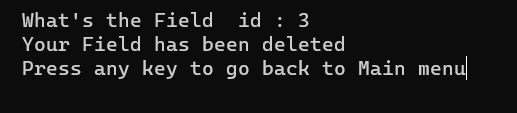 What's the Field  id : 3
Your Field has been deleted
Press any key to go back to Main menu